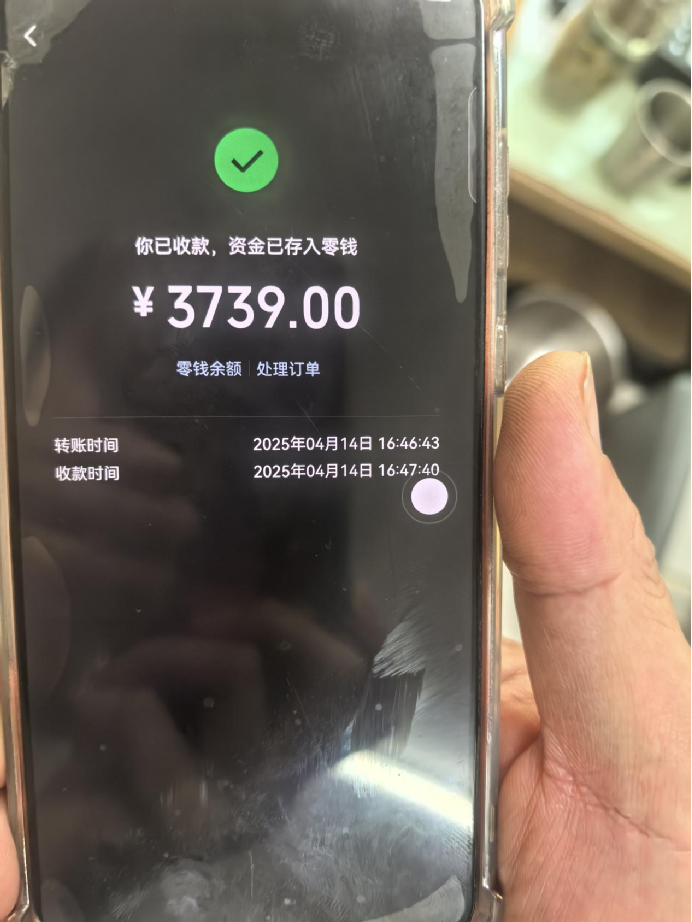 你已收款，资金已存入零钱
¥3739.00
零钱余额 处理订单
转账时间 2025年04月14日 16:46:43
收款时间 2025年04月14日 16:47:40